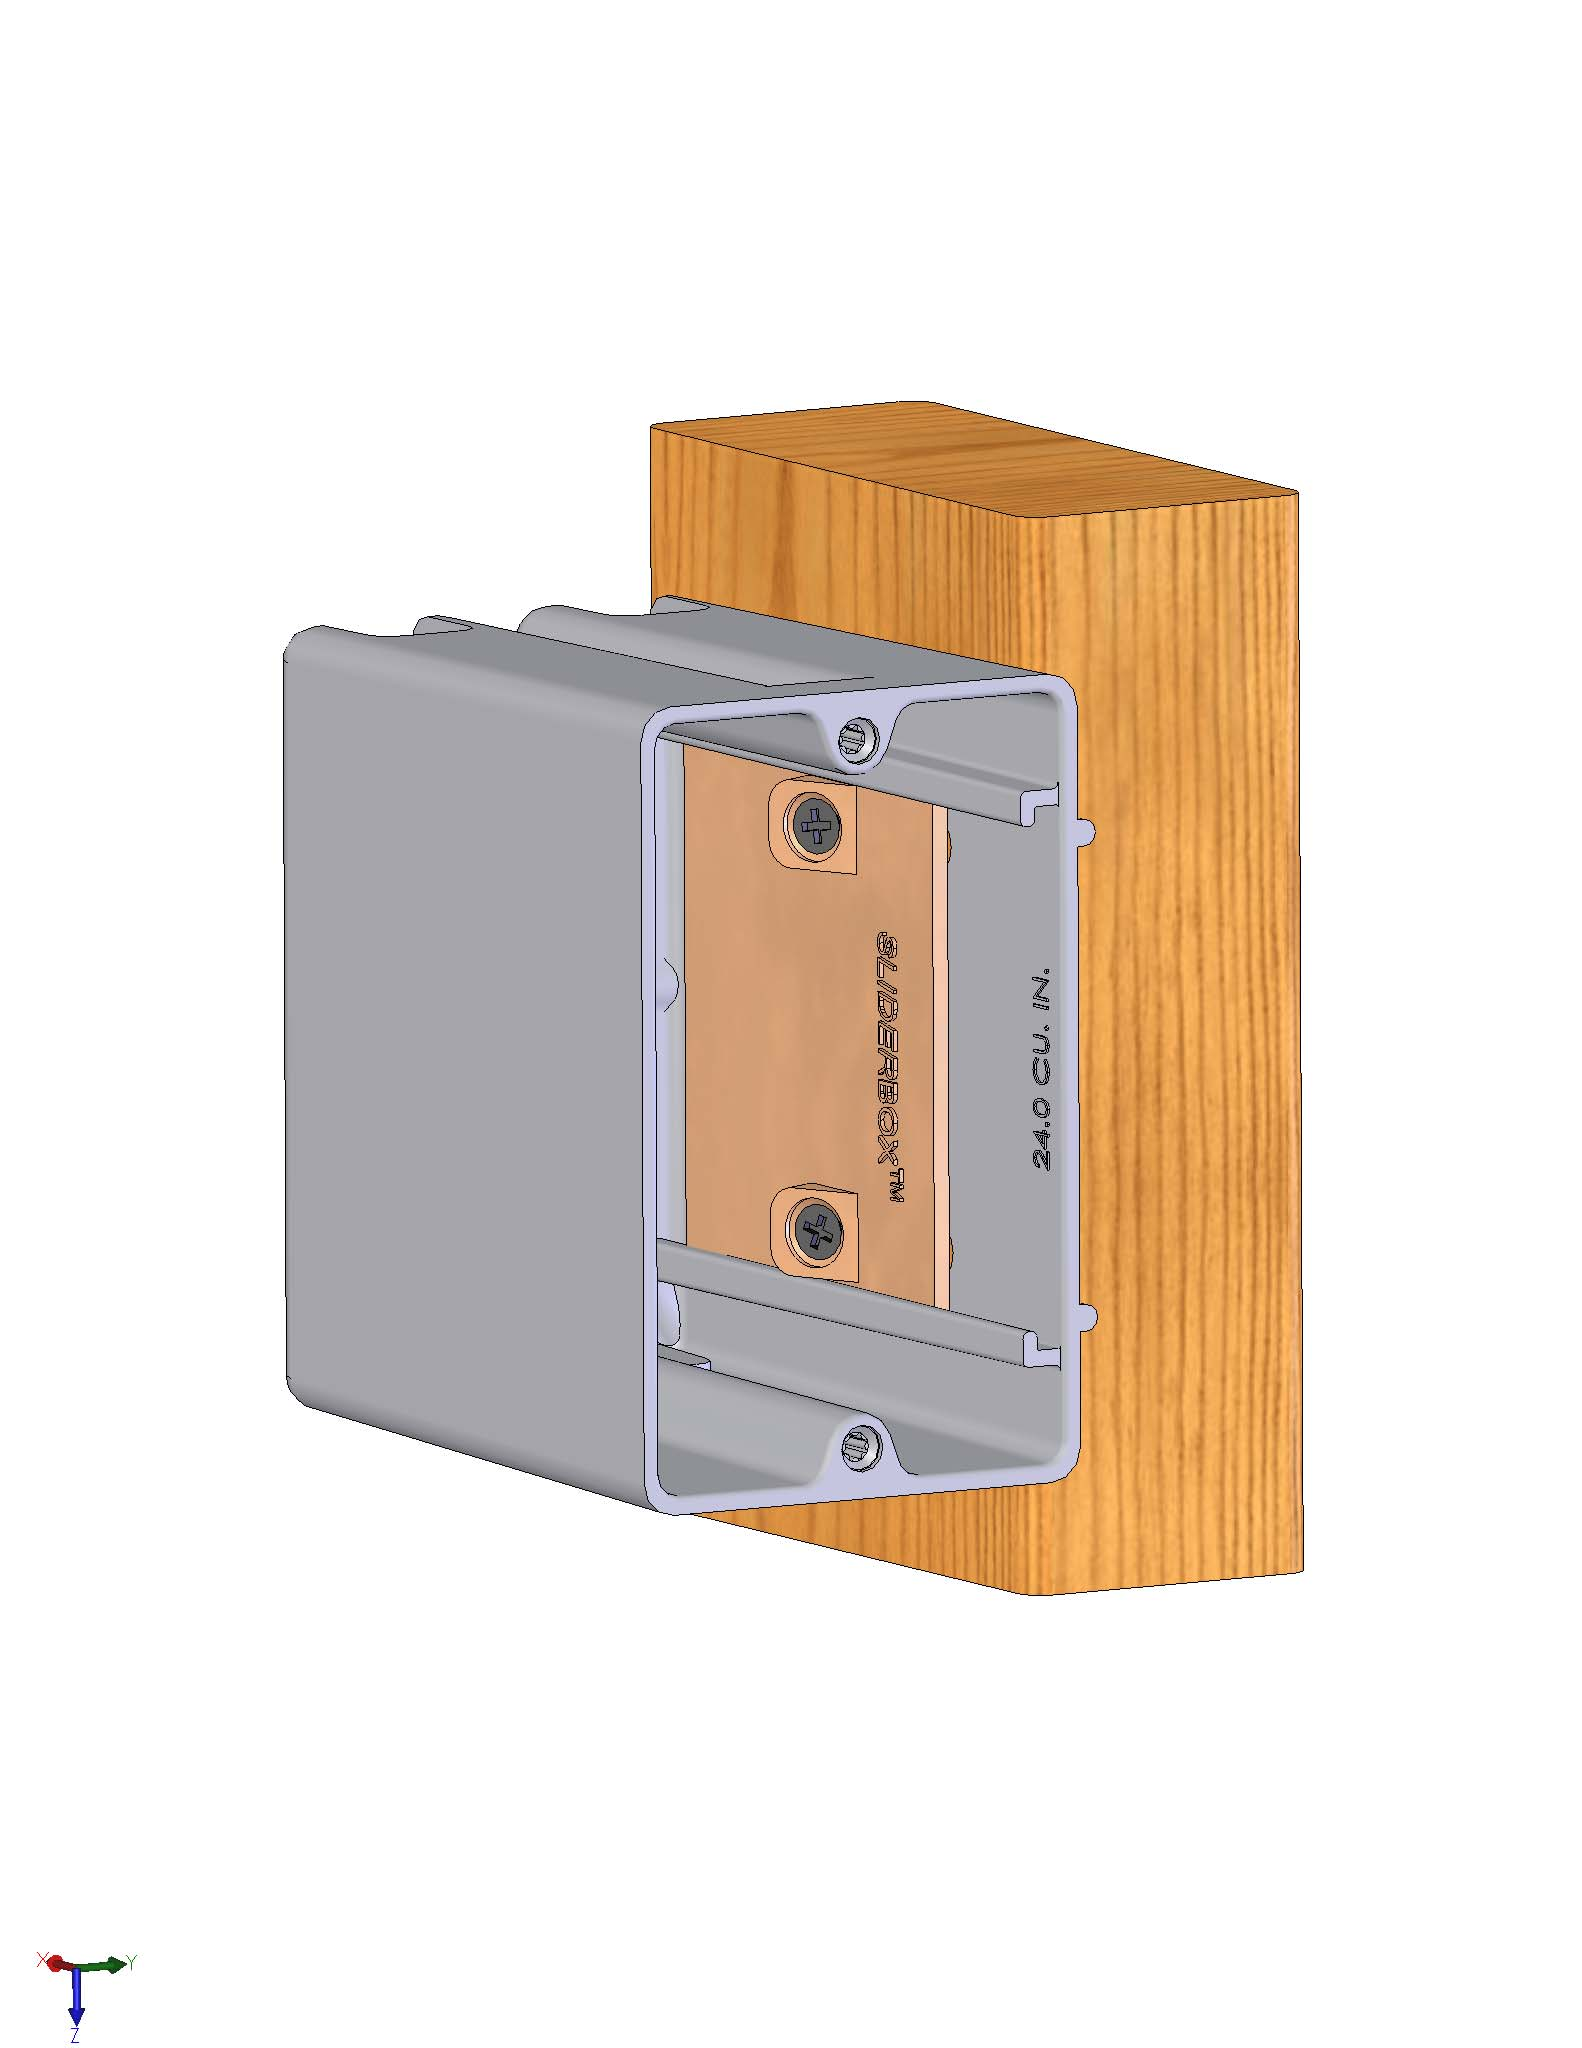 SLIDERBOX™
24.0 CU. IN.
X
Y
Z